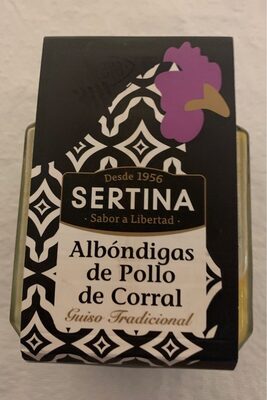 Desde 1956
SERTINA
· Sabor a Libertad ·
Albóndigas
de Pollo
de Corral
Guiso Tradicional